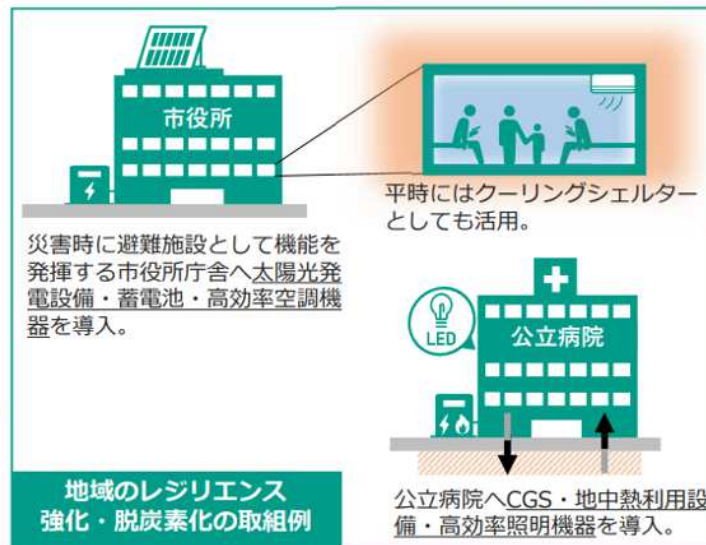 市役所
平時にはクーリングシェルター
としても活用。
災害時に避難施設として機能を
発揮する市役所庁舎へ太陽光発
電設備・蓄電池・高効率空調機
器を導入。
LED
公立病院
公立病院へCGS・地中熱利用設
備・高効率照明機器を導入。
地域のレジリエンス
強化・脱炭素化の取組例